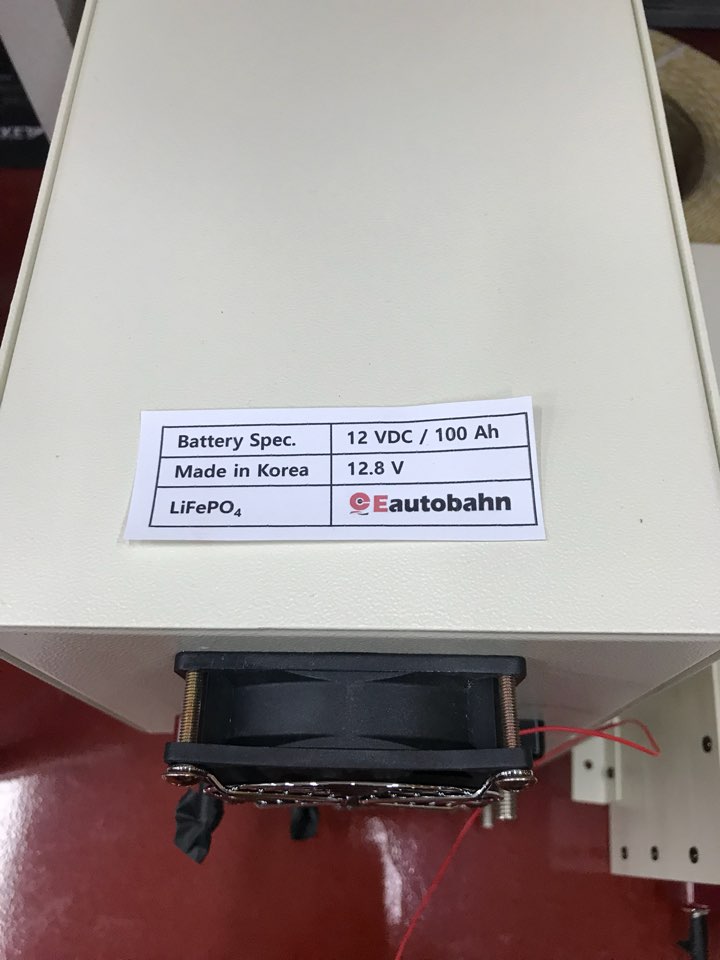 Battery Spec. 12 VDC / 100 Ah
Made in Korea 12.8 V
LiFePO₄ Eautobahn